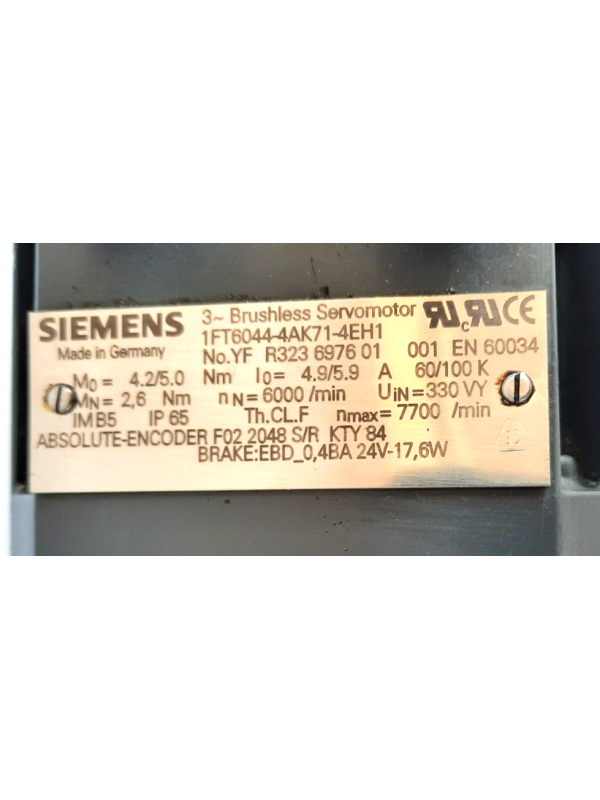 SIEMENS
3~ Brushless Servomotor
Made in Germany
1FT6044-4AK71-4EH1
No.YF R323 6976 01 001 EN 60034
M0 = 4.2/5.0 Nm I0 = 4.9/5.9 A 60/100 K
MN = 2,6 Nm nN = 6000 /min UIN = 330 VY
IM B5 IP 65 Th.CL.F nmax = 7700 /min
ABSOLUTE-ENCODER F02 2048 S/R KTY 84
BRAKE:EBD_0,4BA 24V-17,6W